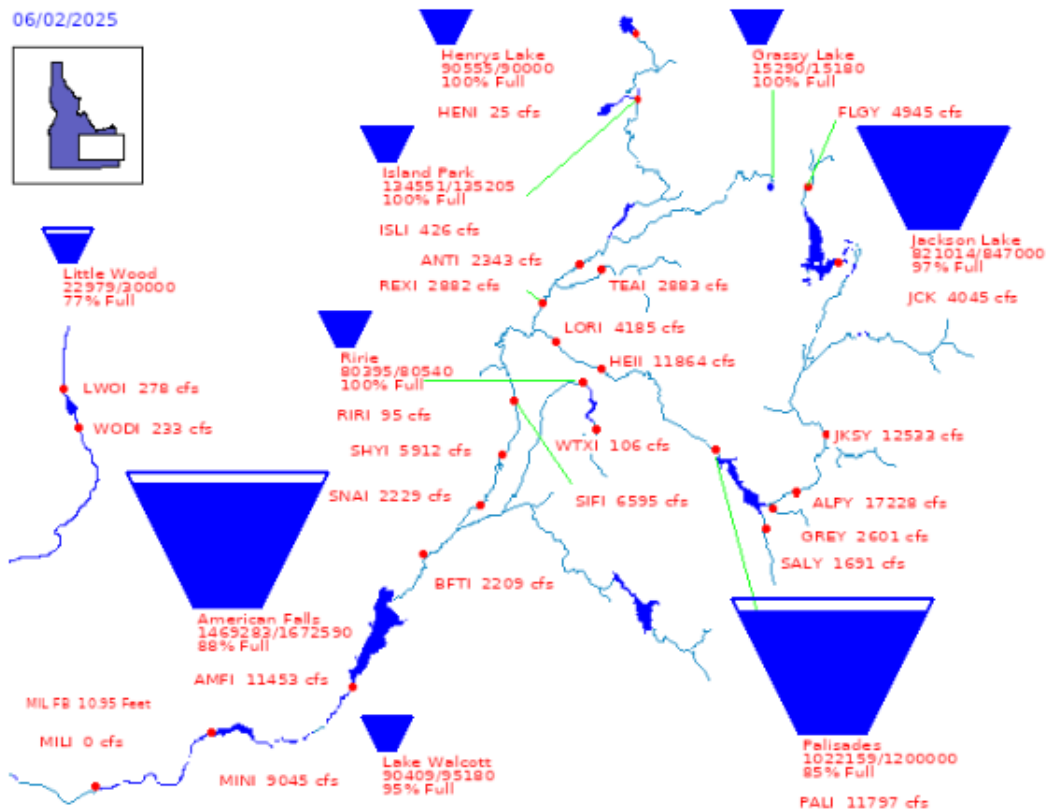 06/02/2025
Henrys Lake
90555/90000
100% Full
HENI 25 cfs
Grassy Lake
15290/15180
100% Full
FLGY 4945 cfs
Island Park
134551/135205
100% Full
ISLI 426 cfs
Jackson Lake
821014/847000
97% Full
JCK 4045 cfs
Little Wood
22979/30000
77% Full
ANTI 2343 cfs
REXI 2882 cfs
TEAI 2883 cfs
LORI 4185 cfs
HEII 11864 cfs
Ririe
80395/80540
100% Full
RIRI 95 cfs
LWOI 278 cfs
WODI 233 cfs
SHYI 5912 cfs
WTXI 106 cfs
JKSY 12533 cfs
SNAI 2229 cfs
SIFI 6595 cfs
ALPY 17228 cfs
GREY 2601 cfs
SALY 1691 cfs
BFTI 2209 cfs
American Falls
1469283/1672590
88% Full
AMFI 11453 cfs
MIL FB 10.95 Feet
MILI 0 cfs
MINI 9045 cfs
Lake Walcott
90409/95180
95% Full
Palisades
1022159/1200000
85% Full
PALI 11797 cfs